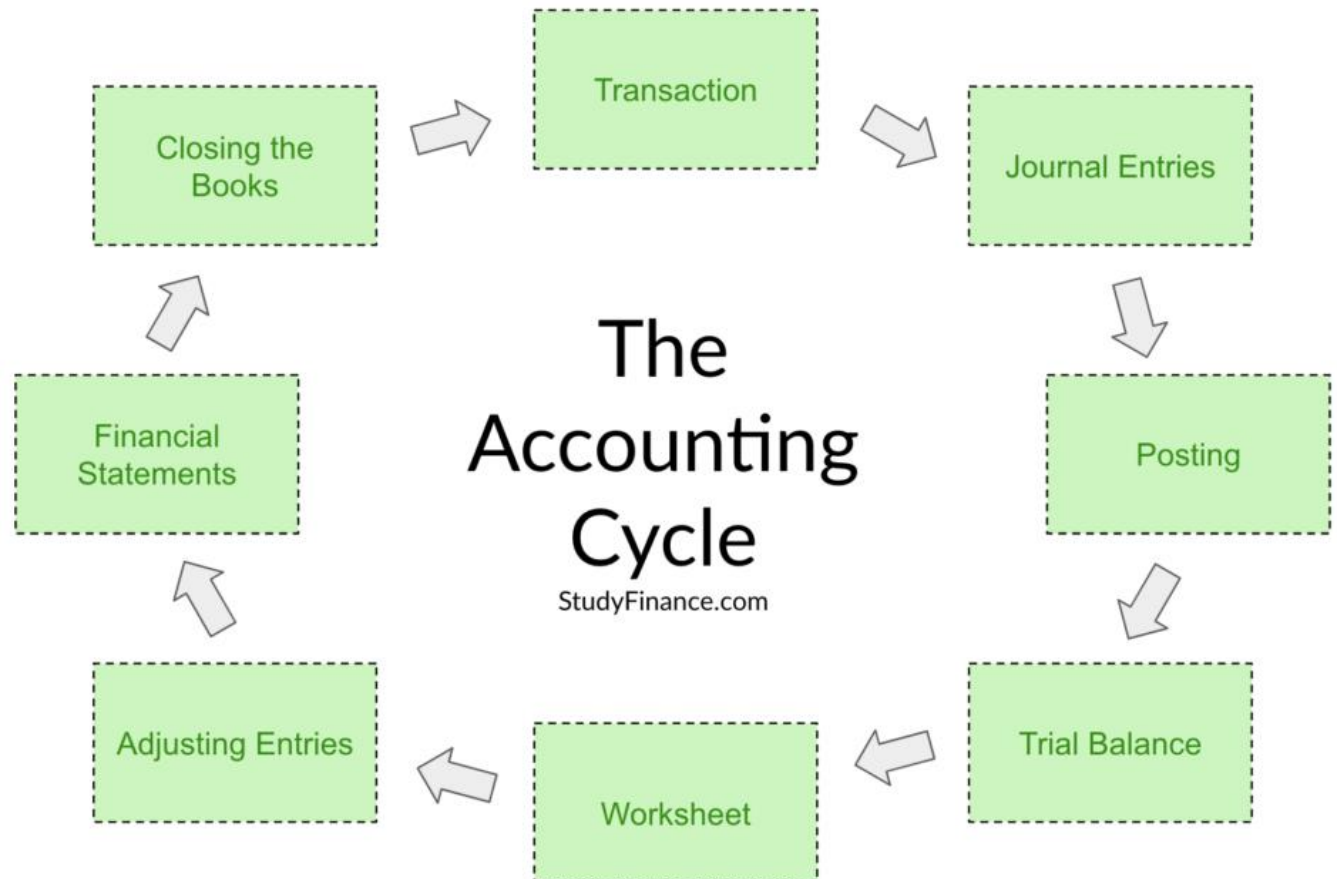 Transaction
Closing the
Books
Journal Entries
The
Accounting
Cycle
StudyFinance.com
Financial
Statements
Posting
Adjusting Entries
Trial Balance
Worksheet